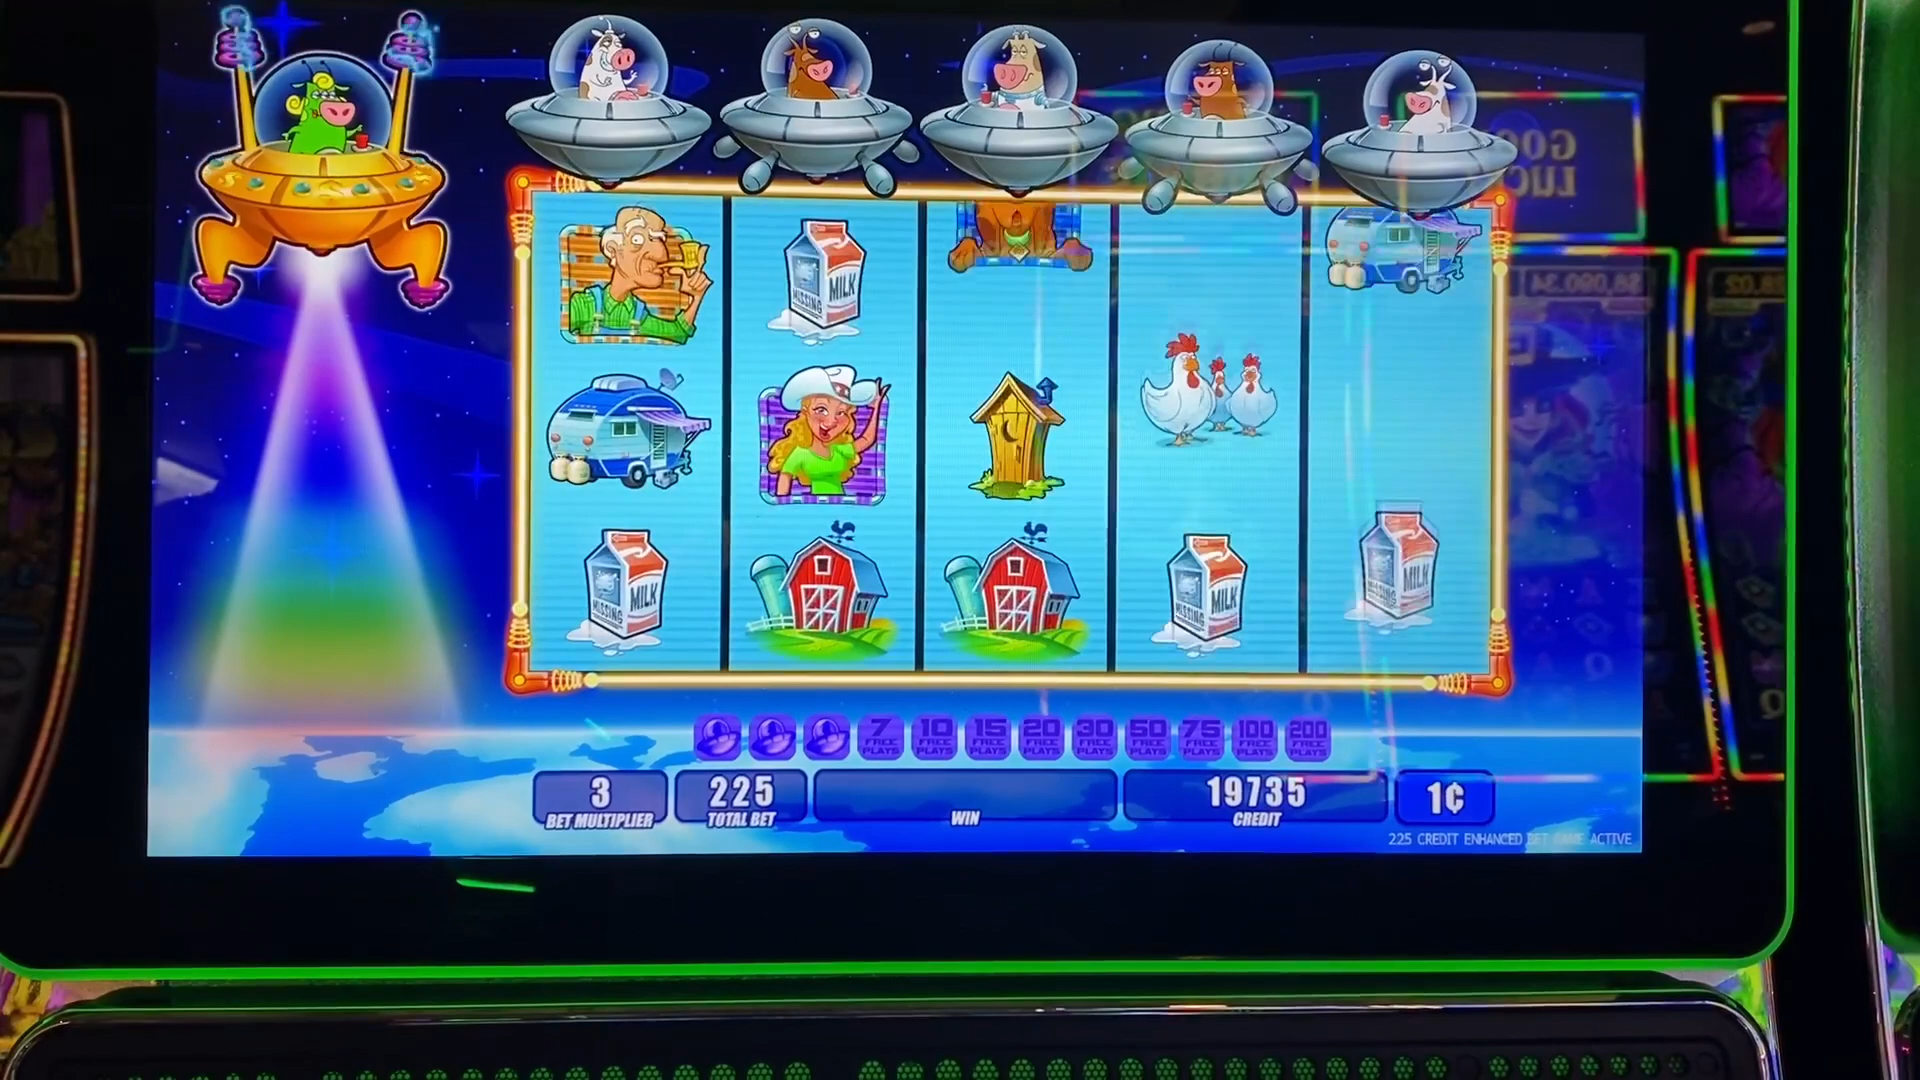 MISSING MILK
MISSING MILK
MISSING MILK
MISSING MILK
7 FREE PLAYS
10 FREE PLAYS
15 FREE PLAYS
20 FREE PLAYS
30 FREE PLAYS
50 FREE PLAYS
75 FREE PLAYS
100 FREE PLAYS
200 FREE PLAYS
3
BET MULTIPLIER
225
TOTAL BET
WIN
19735
CREDIT
1¢
225 CREDIT ENHANCED BET GAME ACTIVE